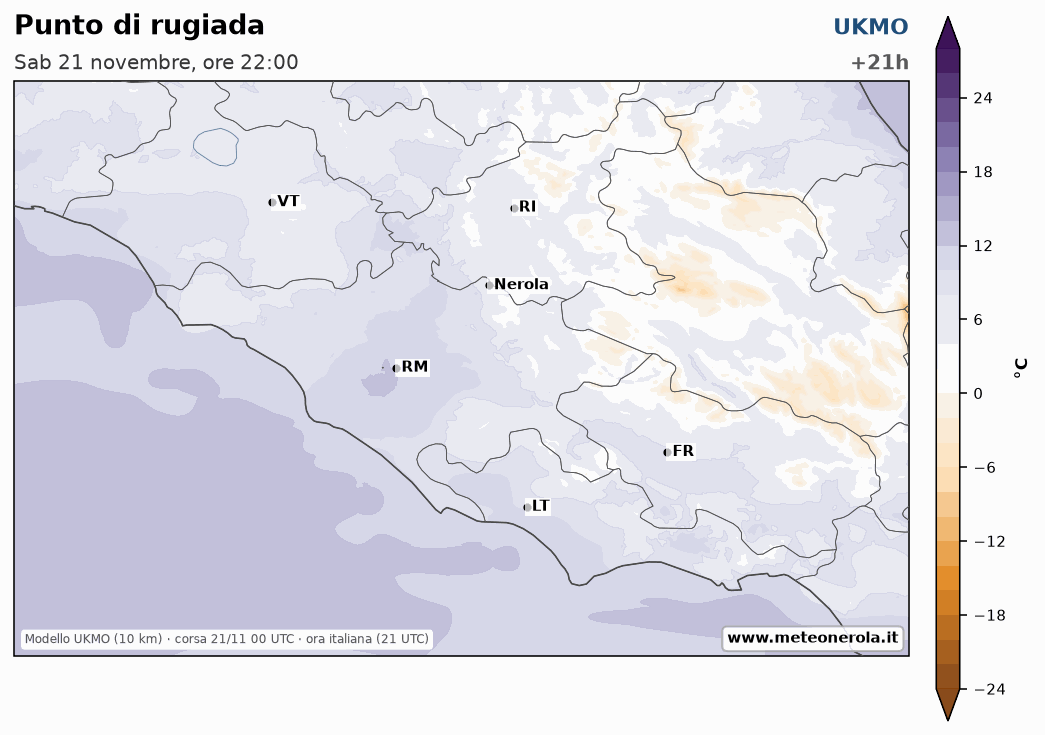 Punto di rugiada
UKMO
Sab 21 novembre, ore 22:00
+21h
VT
RI
Nerola
RM
FR
LT
24
18
12
6
0
−6
−12
−18
−24
°C
Modello UKMO (10 km) · corsa 21/11 00 UTC · ora italiana (21 UTC)
www.meteonerola.it